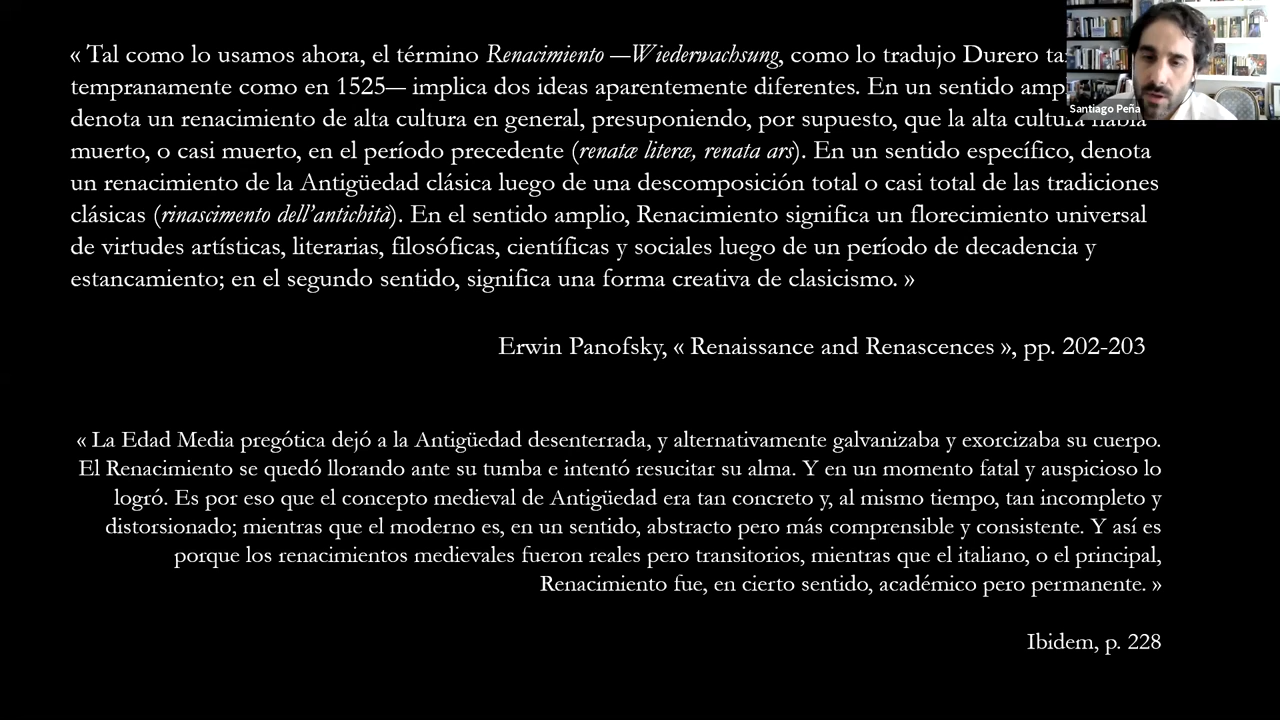 « Tal como lo usamos ahora, el término Renacimiento —Wiederwachsung, como lo tradujo Durero
tempranamente como en 1525— implica dos ideas aparentemente diferentes. En un sentido
denota un renacimiento de alta cultura en general, presuponiendo, por supuesto, que la alta cultura había
muerto, o casi muerto, en el período precedente (renatæ literæ, renata ars). En un sentido específico, denota
un renacimiento de la Antigüedad clásica luego de una descomposición total o casi total de las tradiciones
clásicas (rinascimento dell’antichità). En el sentido amplio, Renacimiento significa un florecimiento universal
de virtudes artísticas, literarias, filosóficas, científicas y sociales luego de un período de decadencia y
estancamiento; en el segundo sentido, significa una forma creativa de clasicismo. »
Santiago Peña
Erwin Panofsky, « Renaissance and Renascences », pp. 202-203
« La Edad Media pregótica dejó a la Antigüedad desenterrada, y alternativamente galvanizaba y exorcizaba su cuerpo.
El Renacimiento se quedó llorando ante su tumba e intentó resucitar su alma. Y en un momento fatal y auspicioso lo
logró. Es por eso que el concepto medieval de Antigüedad era tan concreto y, al mismo tiempo, tan incompleto y
distorsionado; mientras que el moderno es, en un sentido, abstracto pero más comprensible y consistente. Y así es
porque los renacimientos medievales fueron reales pero transitorios, mientras que el italiano, o el principal,
Renacimiento fue, en cierto sentido, académico pero permanente. »
Ibidem, p. 228